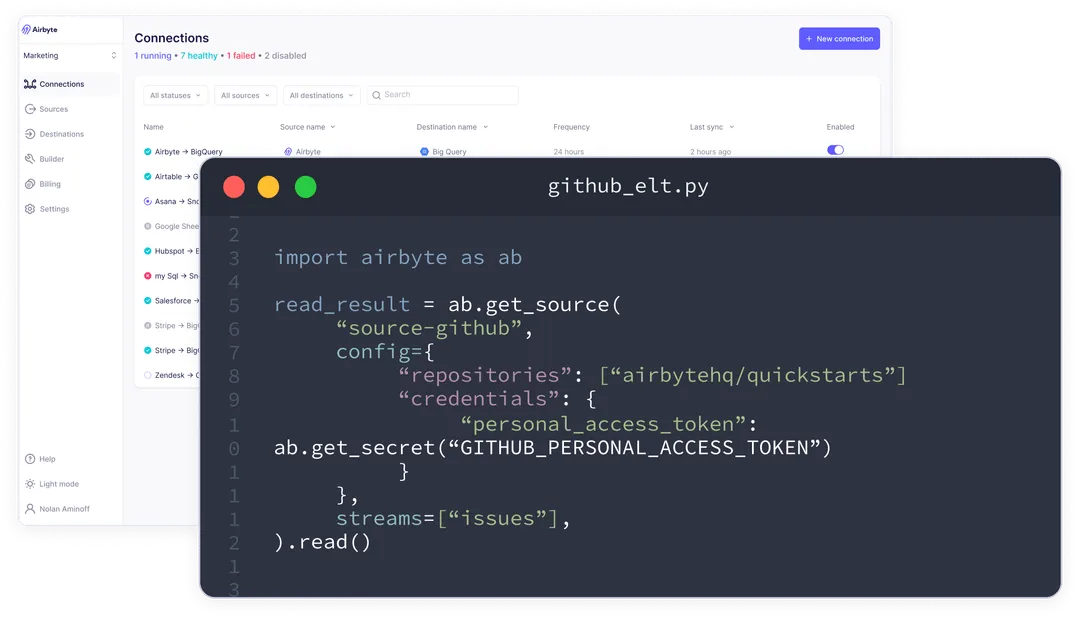 Airbyte
Marketing
Connections
Sources
Destinations
Builder
Billing
Settings
Help
Light mode
Nolan Aminoff
Connections
1 running • 7 healthy • 1 failed • 2 disabled
+ New connection
All statuses
All sources
All destinations
Search
Name Source name Destination name Frequency Last sync Enabled
Airbyte → BigQuery Airbyte Big Query 24 hours 2 hours ago
Airtable → G
Asana → Sno
Google Shee
Hubspot → B
my Sql → Sn
Salesforce →
Stripe → BigQ
Stripe → BigQ
Zendesk →
github_elt.py
2
3 import airbyte as ab
4
5 read_result = ab.get_source(
6 “source-github”,
7 config={
8 “repositories”: [“airbytehq/quickstarts”]
9 “credentials”: {
1 “personal_access_token”:
0 ab.get_secret(“GITHUB_PERSONAL_ACCESS_TOKEN”)
1 }
1 },
1 streams=[“issues”],
2 ).read()
1
3